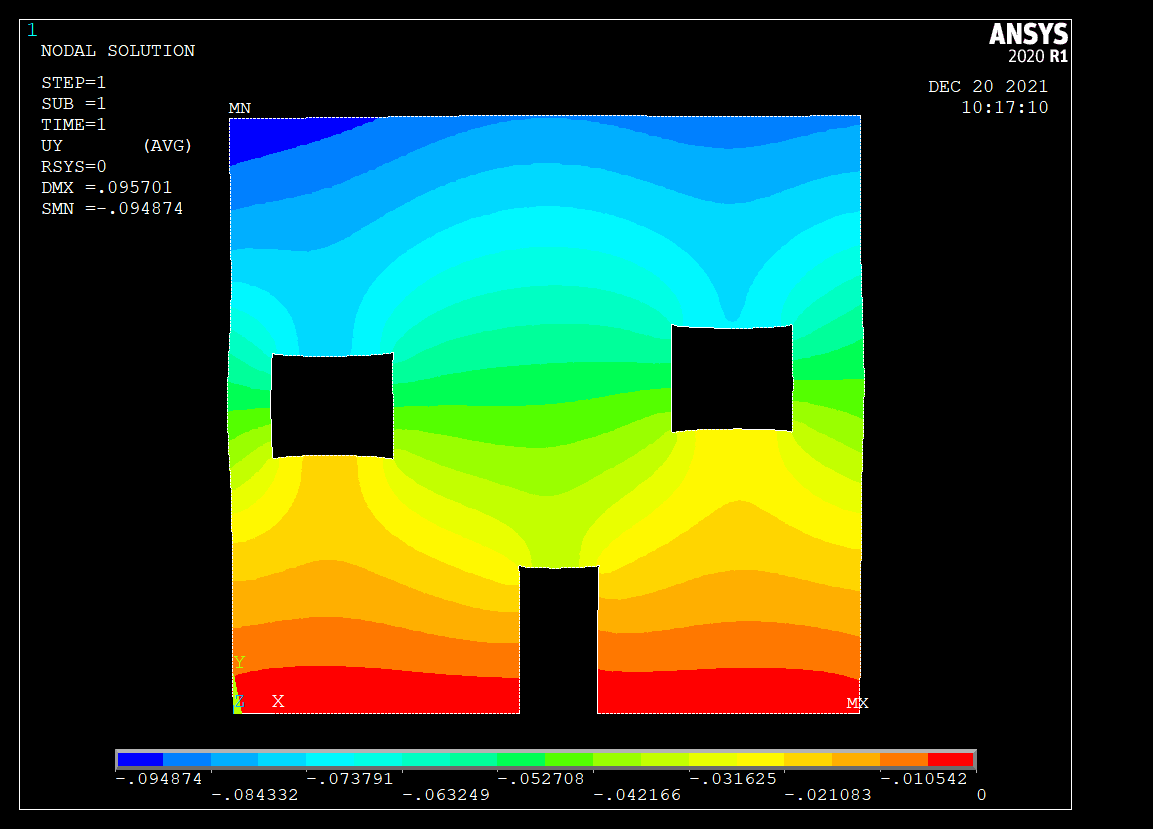 1
ANSYS
2020 R1
NODAL SOLUTION
STEP=1
SUB =1
TIME=1
UY (AVG)
RSYS=0
DMX =.095701
SMN =-.094874
DEC 20 2021
10:17:10
MN
Y
Z X
MX
-.094874 -.073791 -.052708 -.031625 -.010542
-.084332 -.063249 -.042166 -.021083 0